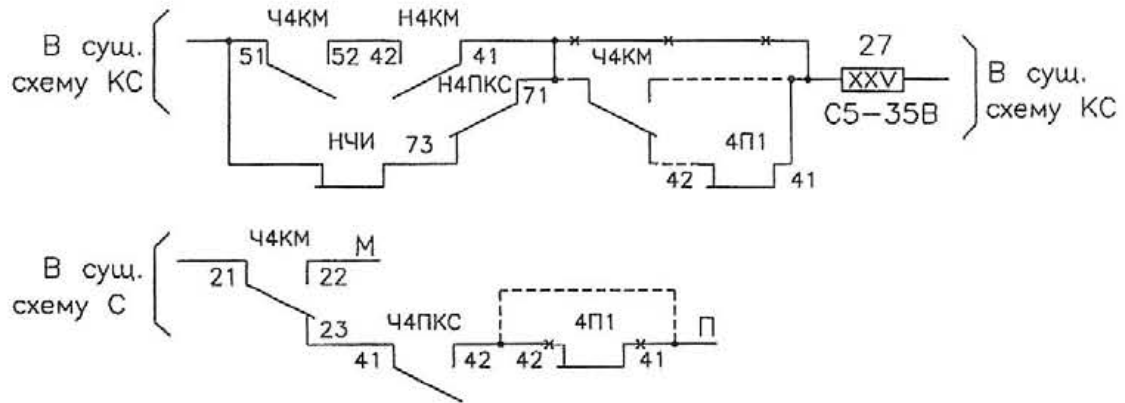 Ч4КМ Н4КМ
В сущ. схему КС
51 52 42 41
Ч4КМ
27
XXV
С5-35В
В сущ. схему КС
Н4ПКС
71
НЧИ 73
4П1
42 41
Ч4КМ М
В сущ. схему С
21 22
23
Ч4ПКС 4П1 П
41 42 42 41